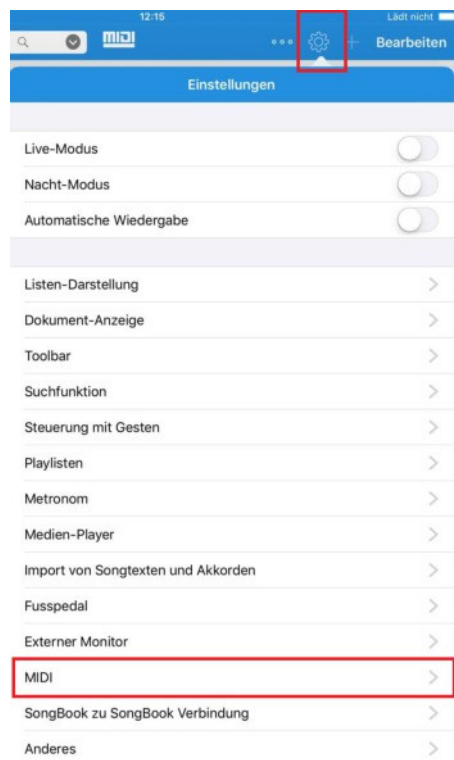 12:15
Lädt nicht
MIDI
Bearbeiten
Einstellungen
Live-Modus
Nacht-Modus
Automatische Wiedergabe
Listen-Darstellung
Dokument-Anzeige
Toolbar
Suchfunktion
Steuerung mit Gesten
Playlisten
Metronom
Medien-Player
Import von Songtexten und Akkorden
Fusspedal
Externer Monitor
MIDI
SongBook zu SongBook Verbindung
Anderes